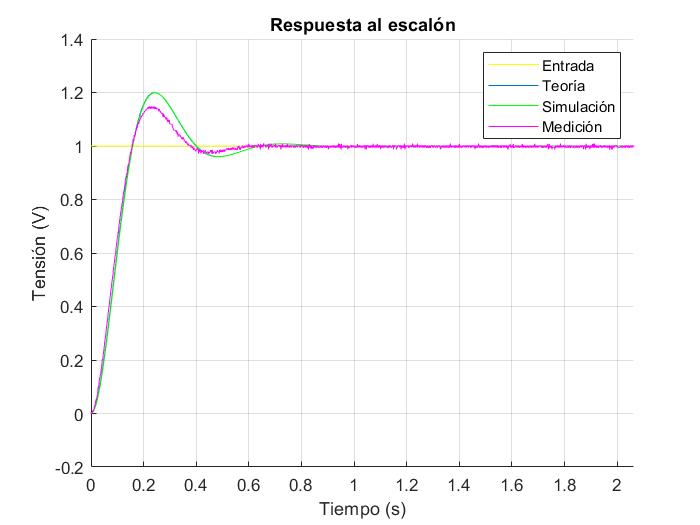 Respuesta al escalón
1.4
1.2
1
0.8
0.6
0.4
0.2
0
-0.2
Tensión (V)
Entrada
Teoría
Simulación
Medición
0 0.2 0.4 0.6 0.8 1 1.2 1.4 1.6 1.8 2
Tiempo (s)